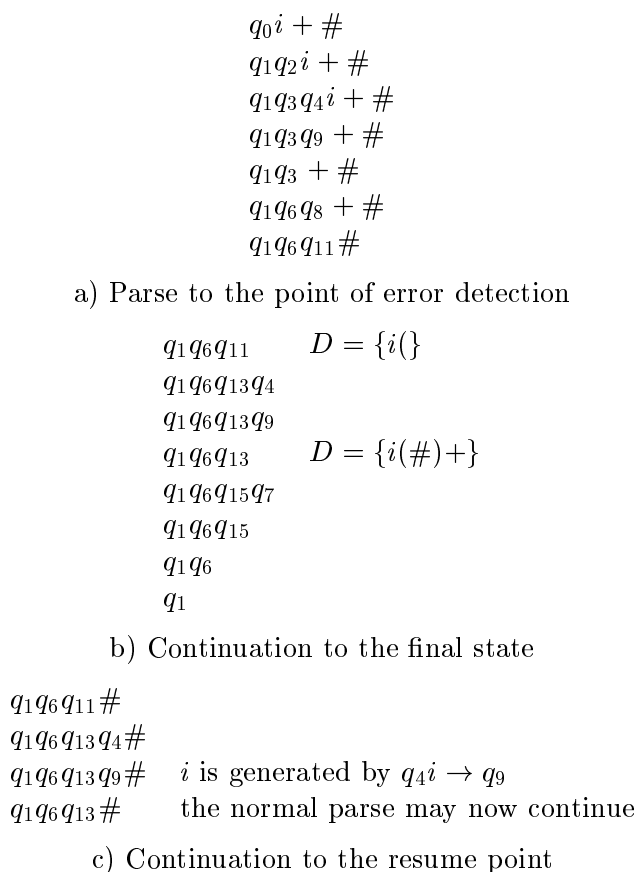 q₀i + #
q₁q₂i + #
q₁q₃q₄i + #
q₁q₃q₉ + #
q₁q₃ + #
q₁q₆q₈ + #
q₁q₆q₁₁#
a) Parse to the point of error detection
q₁q₆q₁₁ D = {i(}
q₁q₆q₁₃q₄
q₁q₆q₁₃q₉
q₁q₆q₁₃ D = {i(#)+}
q₁q₆q₁₅q₇
q₁q₆q₁₅
q₁q₆
q₁
b) Continuation to the final state
q₁q₆q₁₁#
q₁q₆q₁₃q₄#
q₁q₆q₁₃q₉# i is generated by q₄i → q₉
q₁q₆q₁₃# the normal parse may now continue
c) Continuation to the resume point